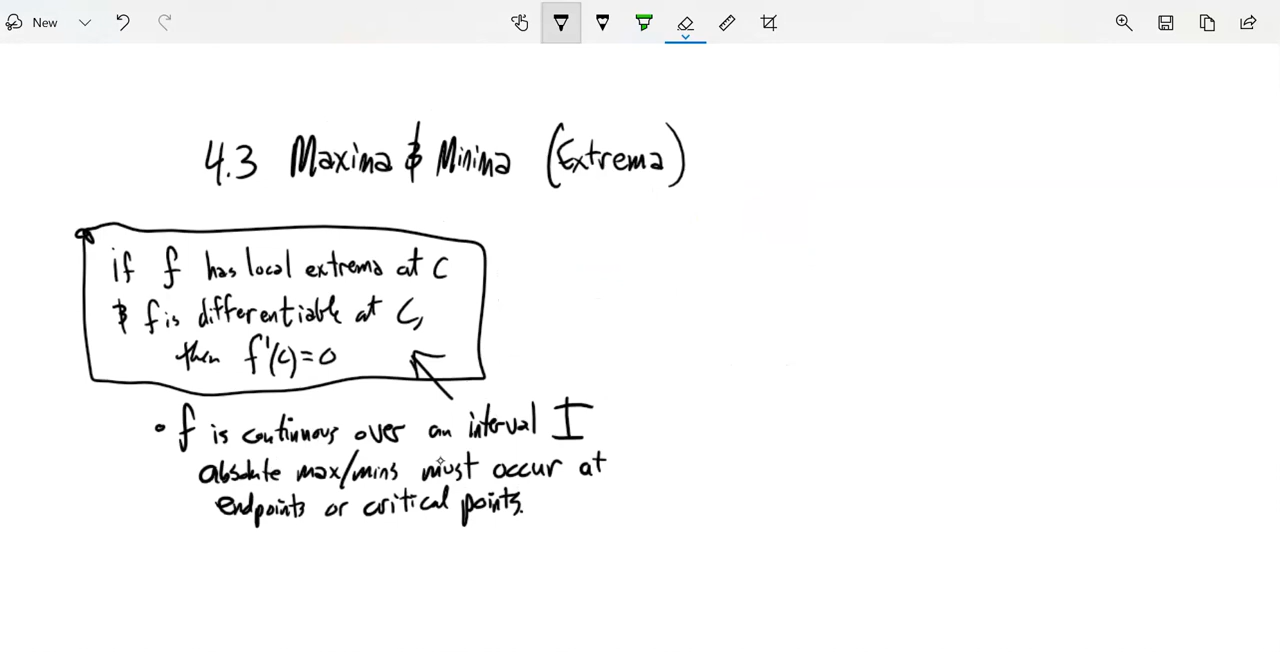 New
4.3 Maxima & Minima (Extrema)
if f has local extrema at C
& f is differentiable at C,
then f'(c)=0
• f is continuous over an interval I
absolute max/mins must occur at
endpoints or critical points.